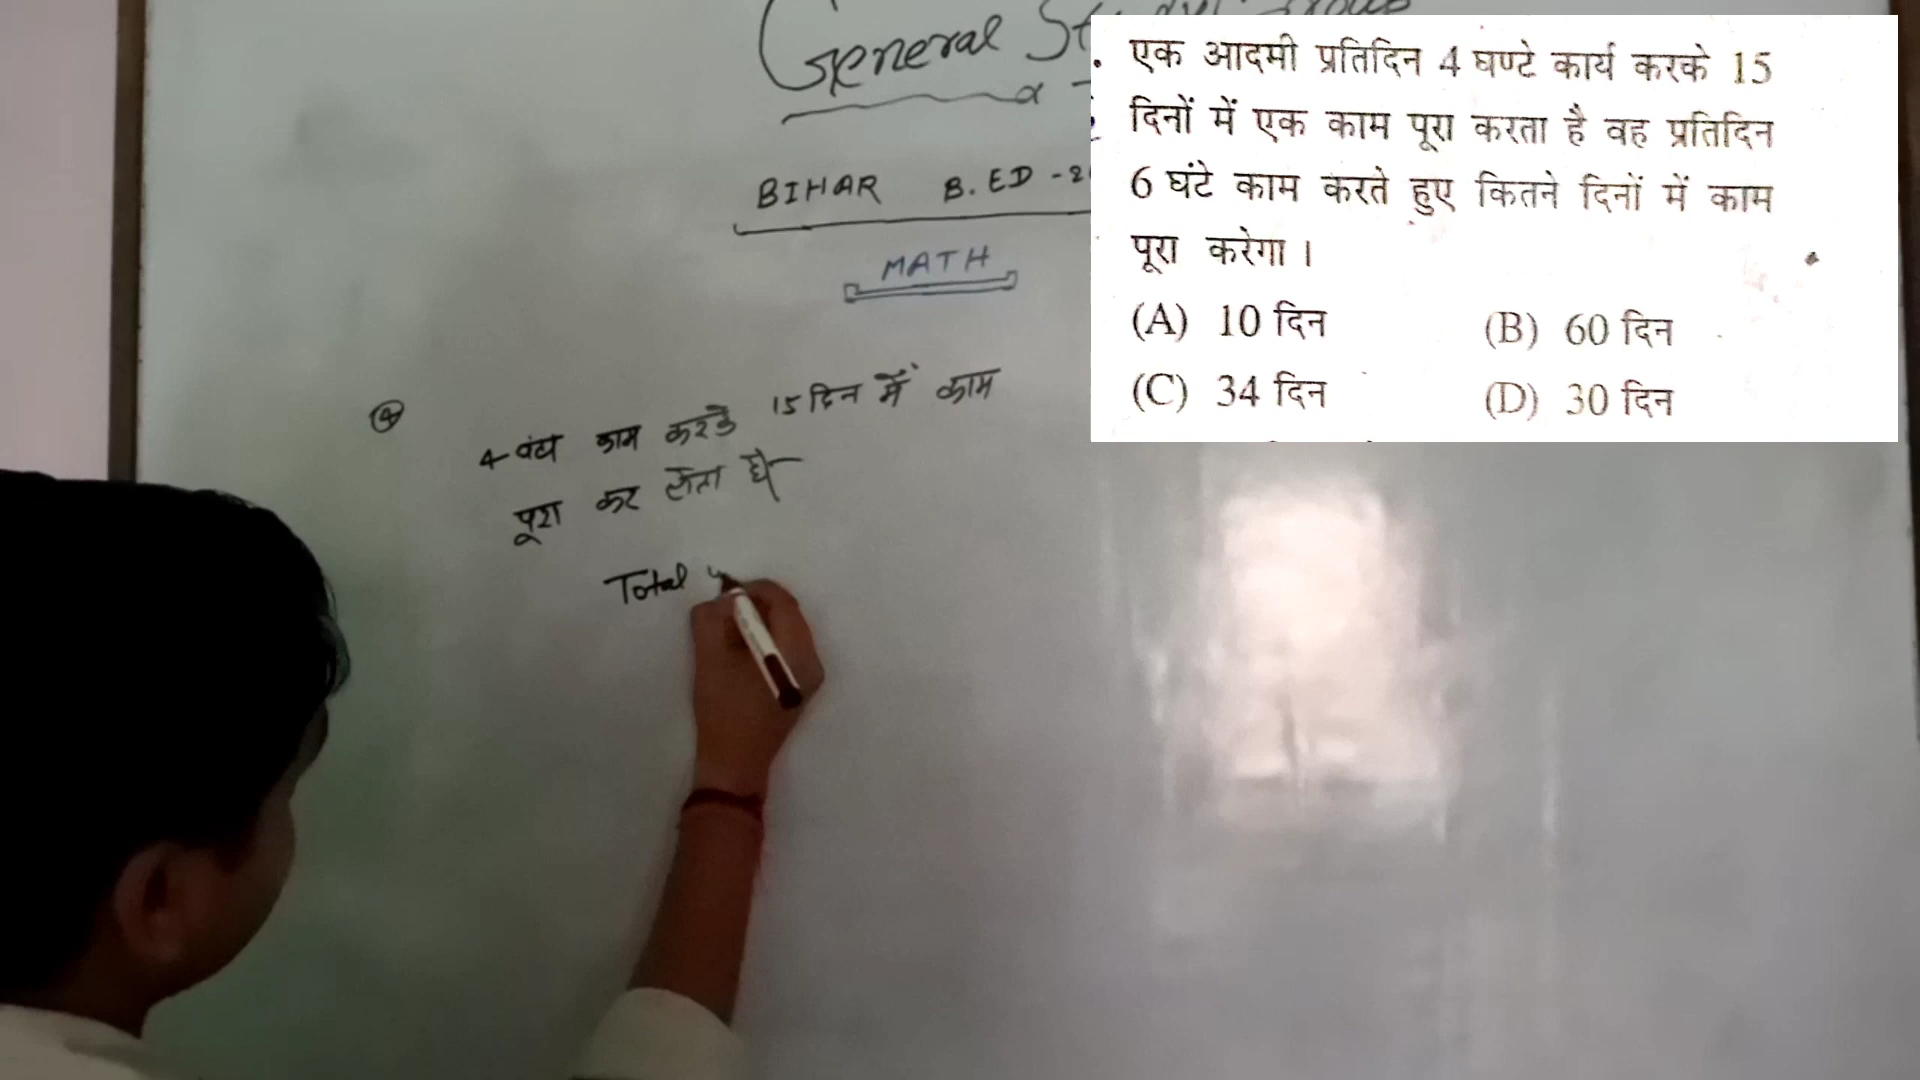 General
BIHAR B.ED -2
MATH
4 घंटा काम करके 15 दिन में काम
पूरा कर लेता है
Total
एक आदमी प्रतिदिन 4 घण्टे कार्य करके 15
दिनों में एक काम पूरा करता है वह प्रतिदिन
6 घंटे काम करते हुए कितने दिनों में काम
पूरा करेगा ।
(A) 10 दिन (B) 60 दिन
(C) 34 दिन (D) 30 दिन